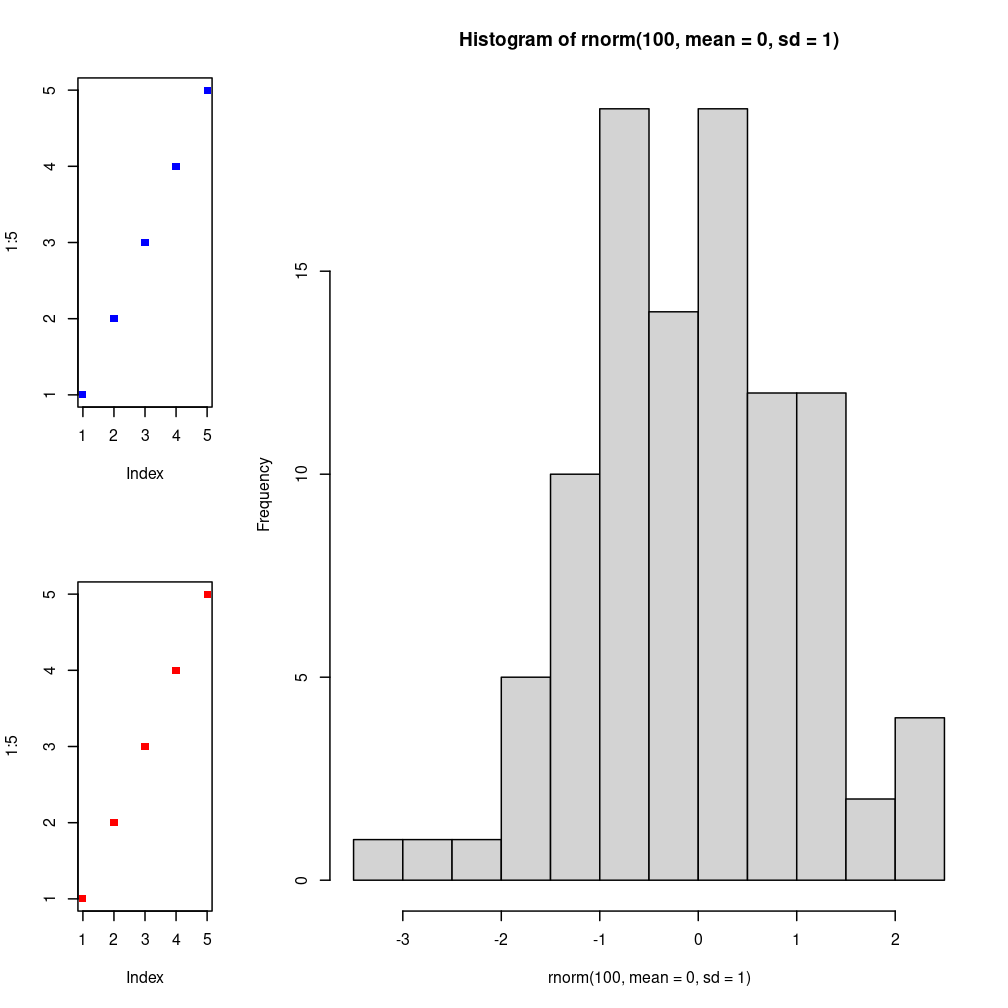 5
4
3
2
1
1:5
1 2 3 4 5
Index
5
4
3
2
1
1:5
1 2 3 4 5
Index
Histogram of rnorm(100, mean = 0, sd = 1)
15
10
5
0
Frequency
-3 -2 -1 0 1 2
rnorm(100, mean = 0, sd = 1)